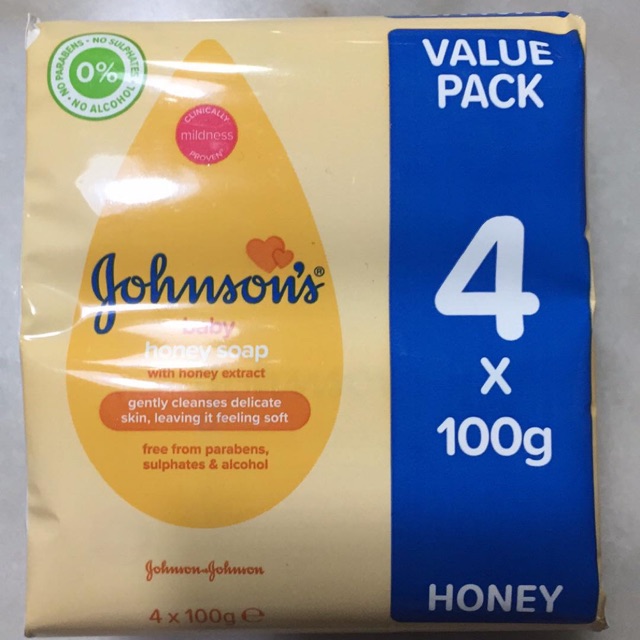 NO PARABENS • NO SULPHATES • NO ALCOHOL
0%
CLINICALLY
mildness
PROVEN
Johnson's®
baby
honey soap
with honey extract
gently cleanses delicate
skin, leaving it feeling soft
free from parabens,
sulphates & alcohol
Johnson&Johnson
4 x 100g ℮
VALUE
PACK
4
x
100g
HONEY